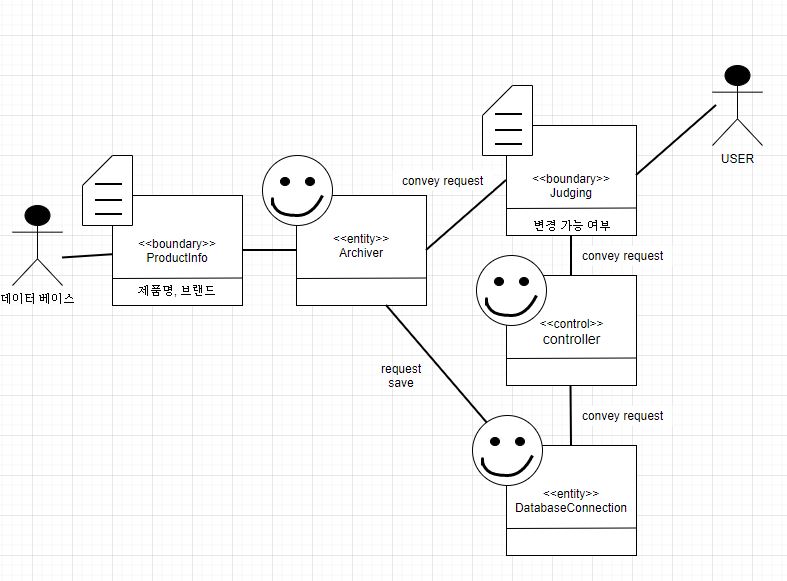 USER
convey request
<<boundary>>
Judging
변경 가능 여부
<<boundary>>
ProductInfo
제품명, 브랜드
<<entity>>
Archiver
데이터 베이스
convey request
<<control>>
controller
request
save
convey request
<<entity>>
DatabaseConnection